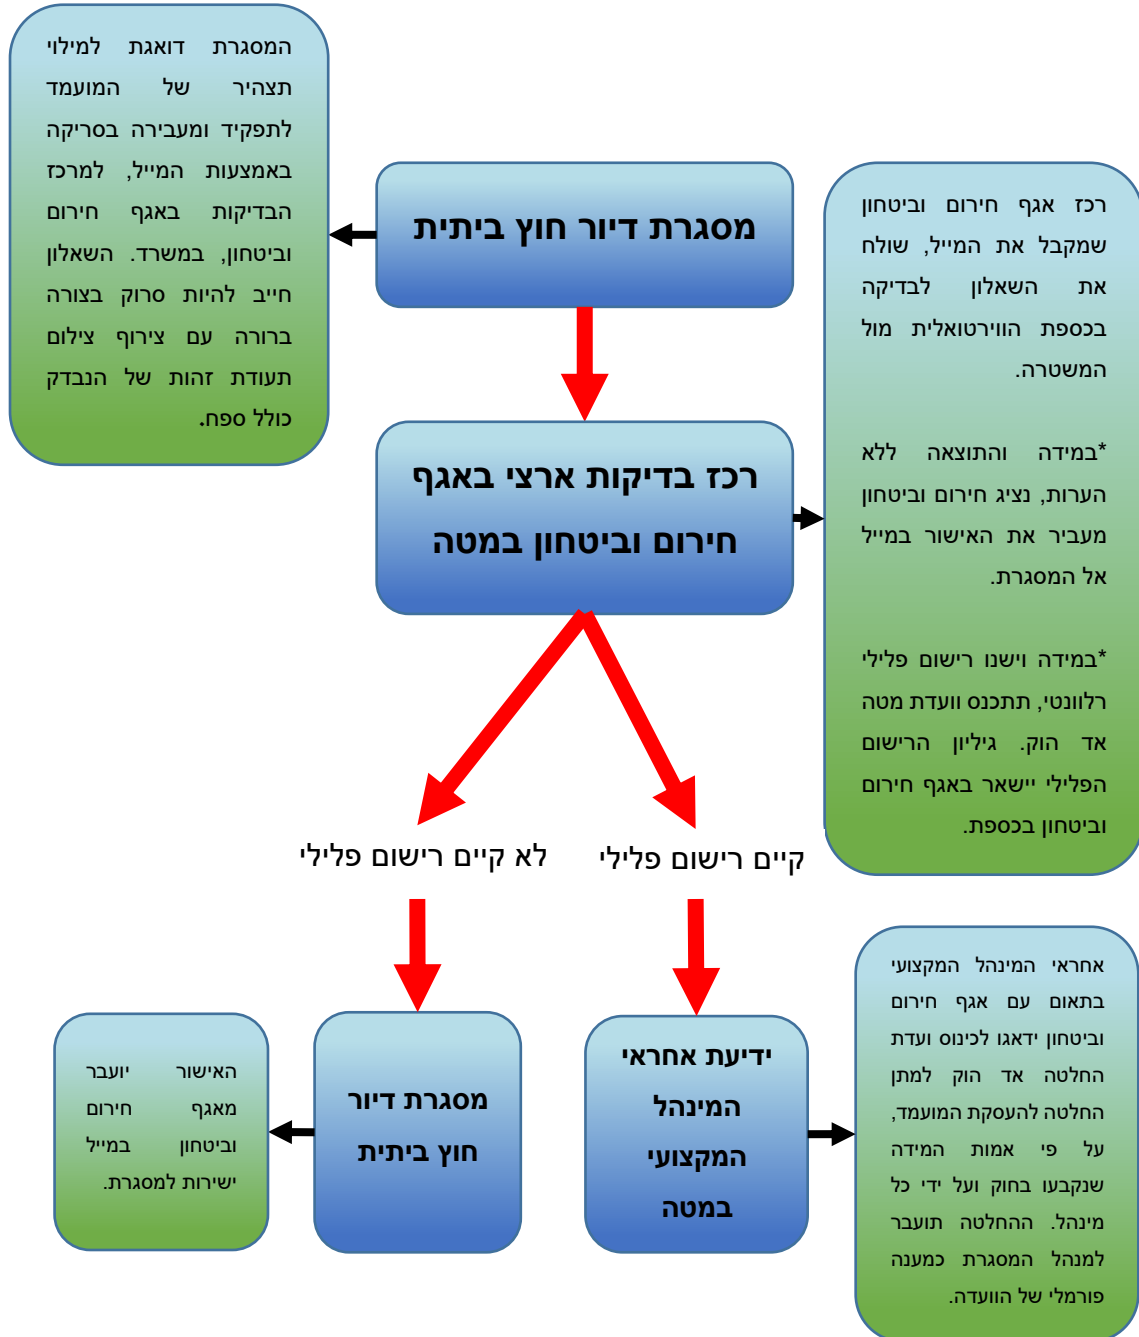 המסגרת דואגת למילוי
תצהיר של המועמד
לתפקיד ומעבירה בסריקה
באמצעות המייל, למרכז
הבדיקות באגף חירום
וביטחון, במשרד. השאלון
חייב להיות סרוק בצורה
ברורה עם צירוף צילום
תעודת זהות של הנבדק
כולל ספח.
מסגרת דיור חוץ ביתית
רכז אגף חירום וביטחון
שמקבל את המייל, שולח
את השאלון לבדיקה
בכספת הווירטואלית מול
המשטרה.
*במידה והתוצאה ללא
הערות, נציג חירום וביטחון
מעביר את האישור במייל
אל המסגרת.
*במידה וישנו רישום פלילי
רלוונטי, תתכנס וועדת מטה
אד הוק. גיליון הרישום
הפלילי יישאר באגף חירום
וביטחון בכספת.
רכז בדיקות ארצי באגף
חירום וביטחון במטה
קיים רישום פלילי
לא קיים רישום פלילי
אחראי המינהל המקצועי
בתאום עם אגף חירום
וביטחון ידאגו לכינוס ועדת
החלטה אד הוק למתן
החלטה להעסקת המועמד,
על פי אמות המידה
שנקבעו בחוק ועל ידי כל
מינהל. ההחלטה תועבר
למנהל המסגרת כמענה
פורמלי של הוועדה.
ידיעת אחראי
המינהל
המקצועי
במטה
מסגרת דיור
חוץ ביתית
האישור יועבר
מאגף חירום
וביטחון במייל
ישירות למסגרת.